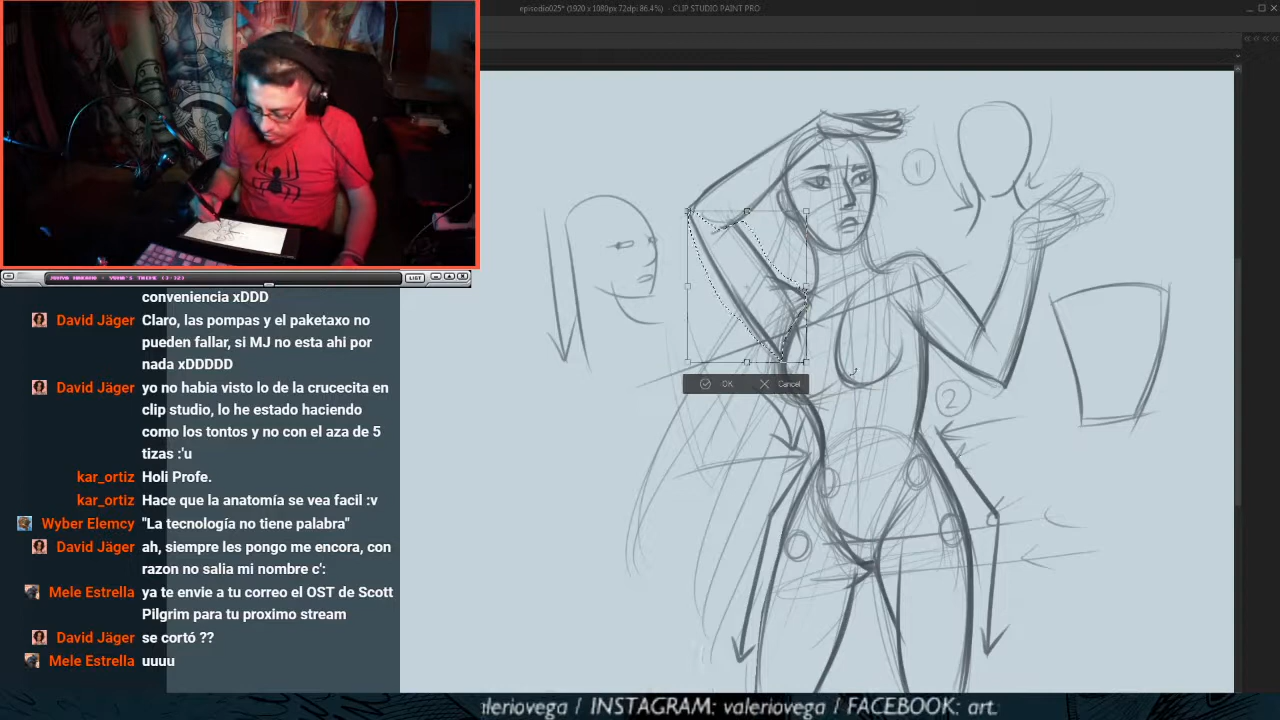 episodio025* (1920 x 1080px 72dpi 86.4%) - CLIP STUDIO PAINT PRO
LIST
conveniencia xDDD
David Jäger Claro, las pompas y el paketaxo no
pueden fallar, si MJ no esta ahi por
nada xDDDDD
David Jäger yo no habia visto lo de la crucecita en
clip studio, lo he estado haciendo
como los tontos y no con el aza de 5
tizas :'u
kar_ortiz Holi Profe.
kar_ortiz Hace que la anatomía se vea facil :v
Wyber Elemcy "La tecnología no tiene palabra"
David Jäger ah, siempre les pongo me encora, con
razon no salia mi nombre c':
Mele Estrella ya te envie a tu correo el OST de Scott
Pilgrim para tu proximo stream
David Jäger se cortó ??
Mele Estrella uuuu
1
OK Cancel
2
aleriovega / INSTAGRAM: valeriovega / FACEBOOK: art.